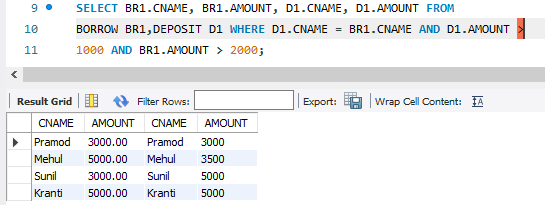 9 SELECT BR1.CNAME, BR1.AMOUNT, D1.CNAME, D1.AMOUNT FROM
10 BORROW BR1,DEPOSIT D1 WHERE D1.CNAME = BR1.CNAME AND D1.AMOUNT >
11 1000 AND BR1.AMOUNT > 2000;
Result Grid Filter Rows: Export: Wrap Cell Content:
CNAME AMOUNT CNAME AMOUNT
Pramod 3000.00 Pramod 3000
Mehul 5000.00 Mehul 3500
Sunil 3000.00 Sunil 5000
Kranti 5000.00 Kranti 5000